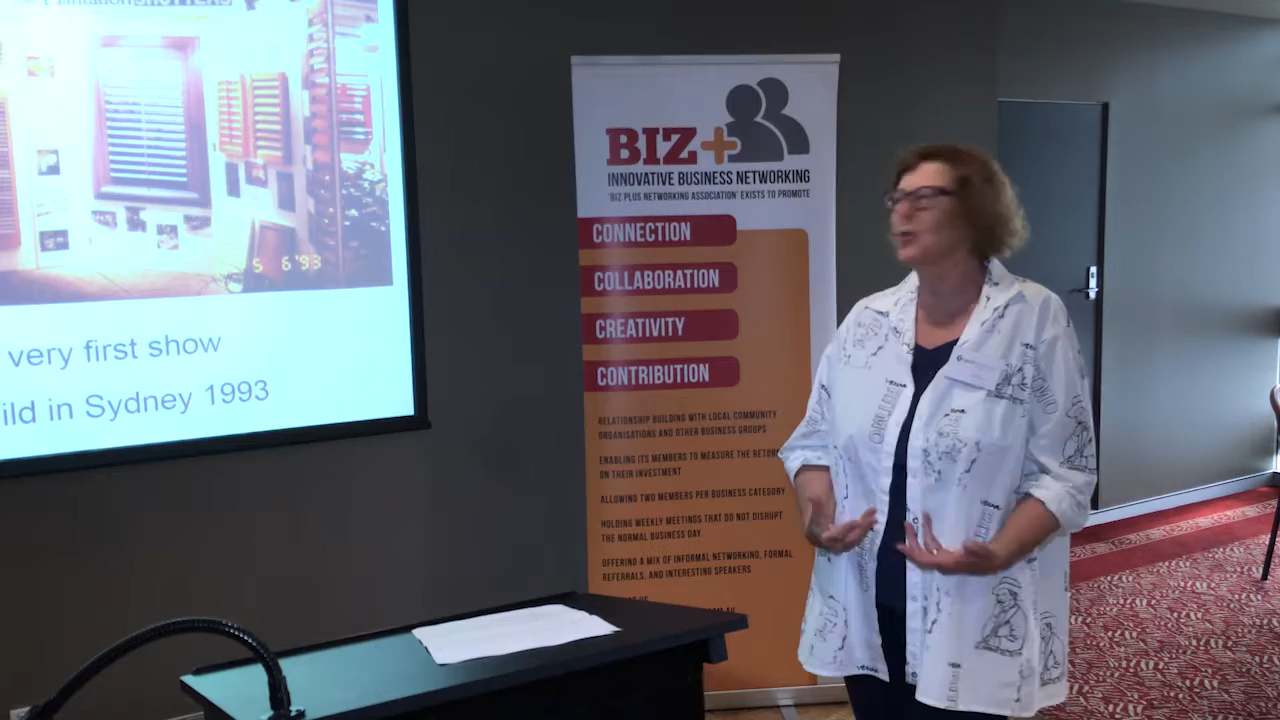 Plantation SHUTTERS
5 6'93
very first show
ild in Sydney 1993
BIZ+
INNOVATIVE BUSINESS NETWORKING
'BIZ PLUS NETWORKING ASSOCIATION' EXISTS TO PROMOTE
CONNECTION
COLLABORATION
CREATIVITY
CONTRIBUTION
RELATIONSHIP BUILDING WITH LOCAL COMMUNITY
ORGANISATIONS AND OTHER BUSINESS GROUPS
ENABLING ITS MEMBERS TO MEASURE THE RETURN
ON THEIR INVESTMENT
ALLOWING TWO MEMBERS PER BUSINESS CATEGORY
HOLDING WEEKLY MEETINGS THAT DO NOT DISRUPT
THE NORMAL BUSINESS DAY
OFFERING A MIX OF INFORMAL NETWORKING, FORMAL
REFERRALS, AND INTERESTING SPEAKERS